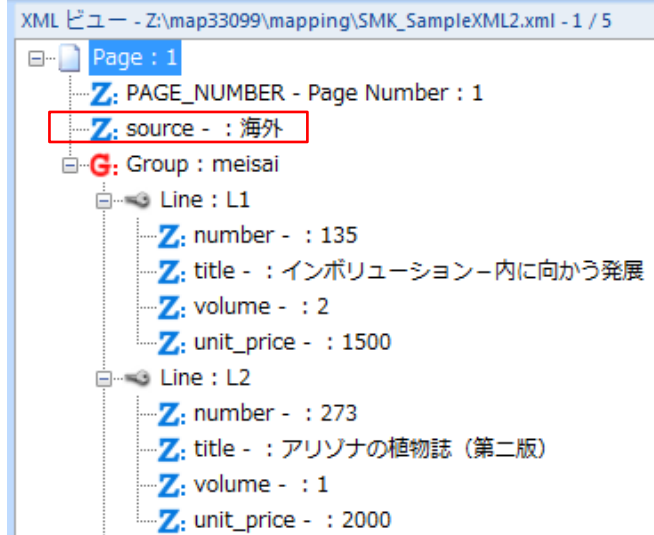 XML ビュー - Z:\map33099\mapping\SMK_SampleXML2.xml - 1 / 5
Page : 1
Z: PAGE_NUMBER - Page Number : 1
Z: source - : 海外
G: Group : meisai
Line : L1
Z: number - : 135
Z: title - : インボリューション－内に向かう発展
Z: volume - : 2
Z: unit_price - : 1500
Line : L2
Z: number - : 273
Z: title - : アリゾナの植物誌（第二版）
Z: volume - : 1
Z: unit_price - : 2000